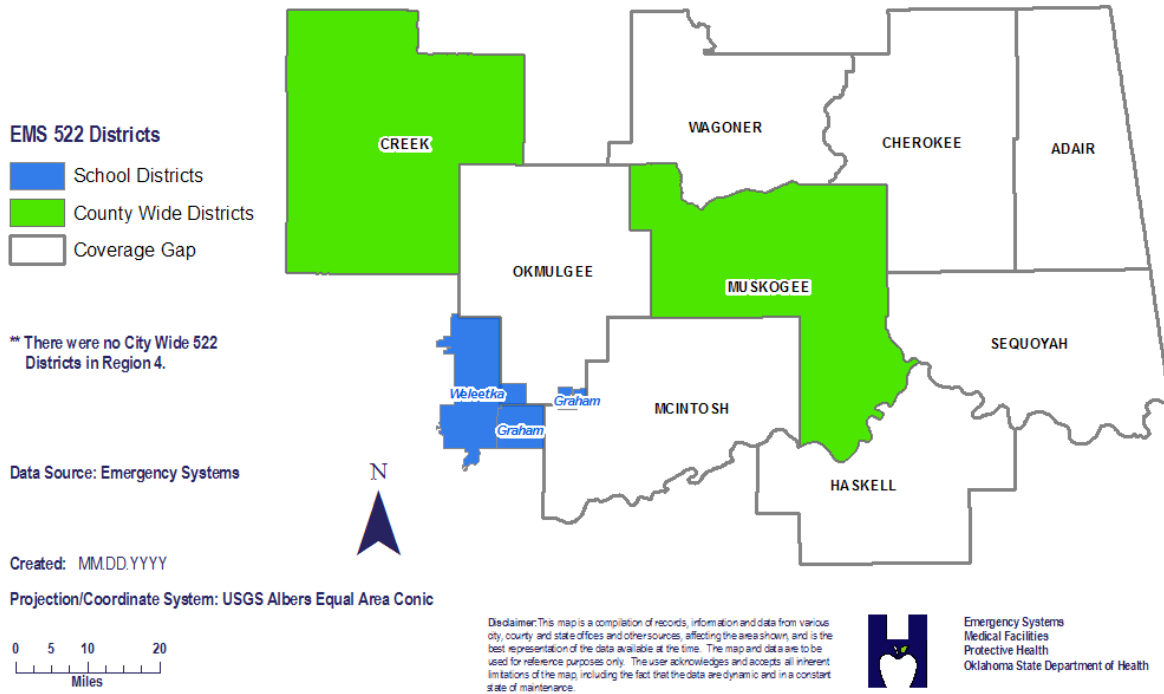 EMS 522 Districts
School Districts
County Wide Districts
Coverage Gap
** There were no City Wide 522
Districts in Region 4.
Data Source: Emergency Systems
Created: MM.DD.YYYY
Projection/Coordinate System: USGS Albers Equal Area Conic
0 5 10 20
Miles
N
CREEK
WAGONER
CHEROKEE
ADAIR
OKMULGEE
MUSKOGEE
SEQUOYAH
Weleetka
Graham
Graham
MCINTOSH
HASKELL
Disclaimer: This map is a compilation of records, information and data from various
city, county and state offices and other sources, affecting the area shown, and is the
best representation of the data available at the time. The map and data are to be
used for reference purposes only. The user acknowledges and accepts all inherent
limitations of the map, including the fact that the data are dynamic and in a constant
state of maintenance.
Emergency Systems
Medical Facilities
Protective Health
Oklahoma State Department of Health